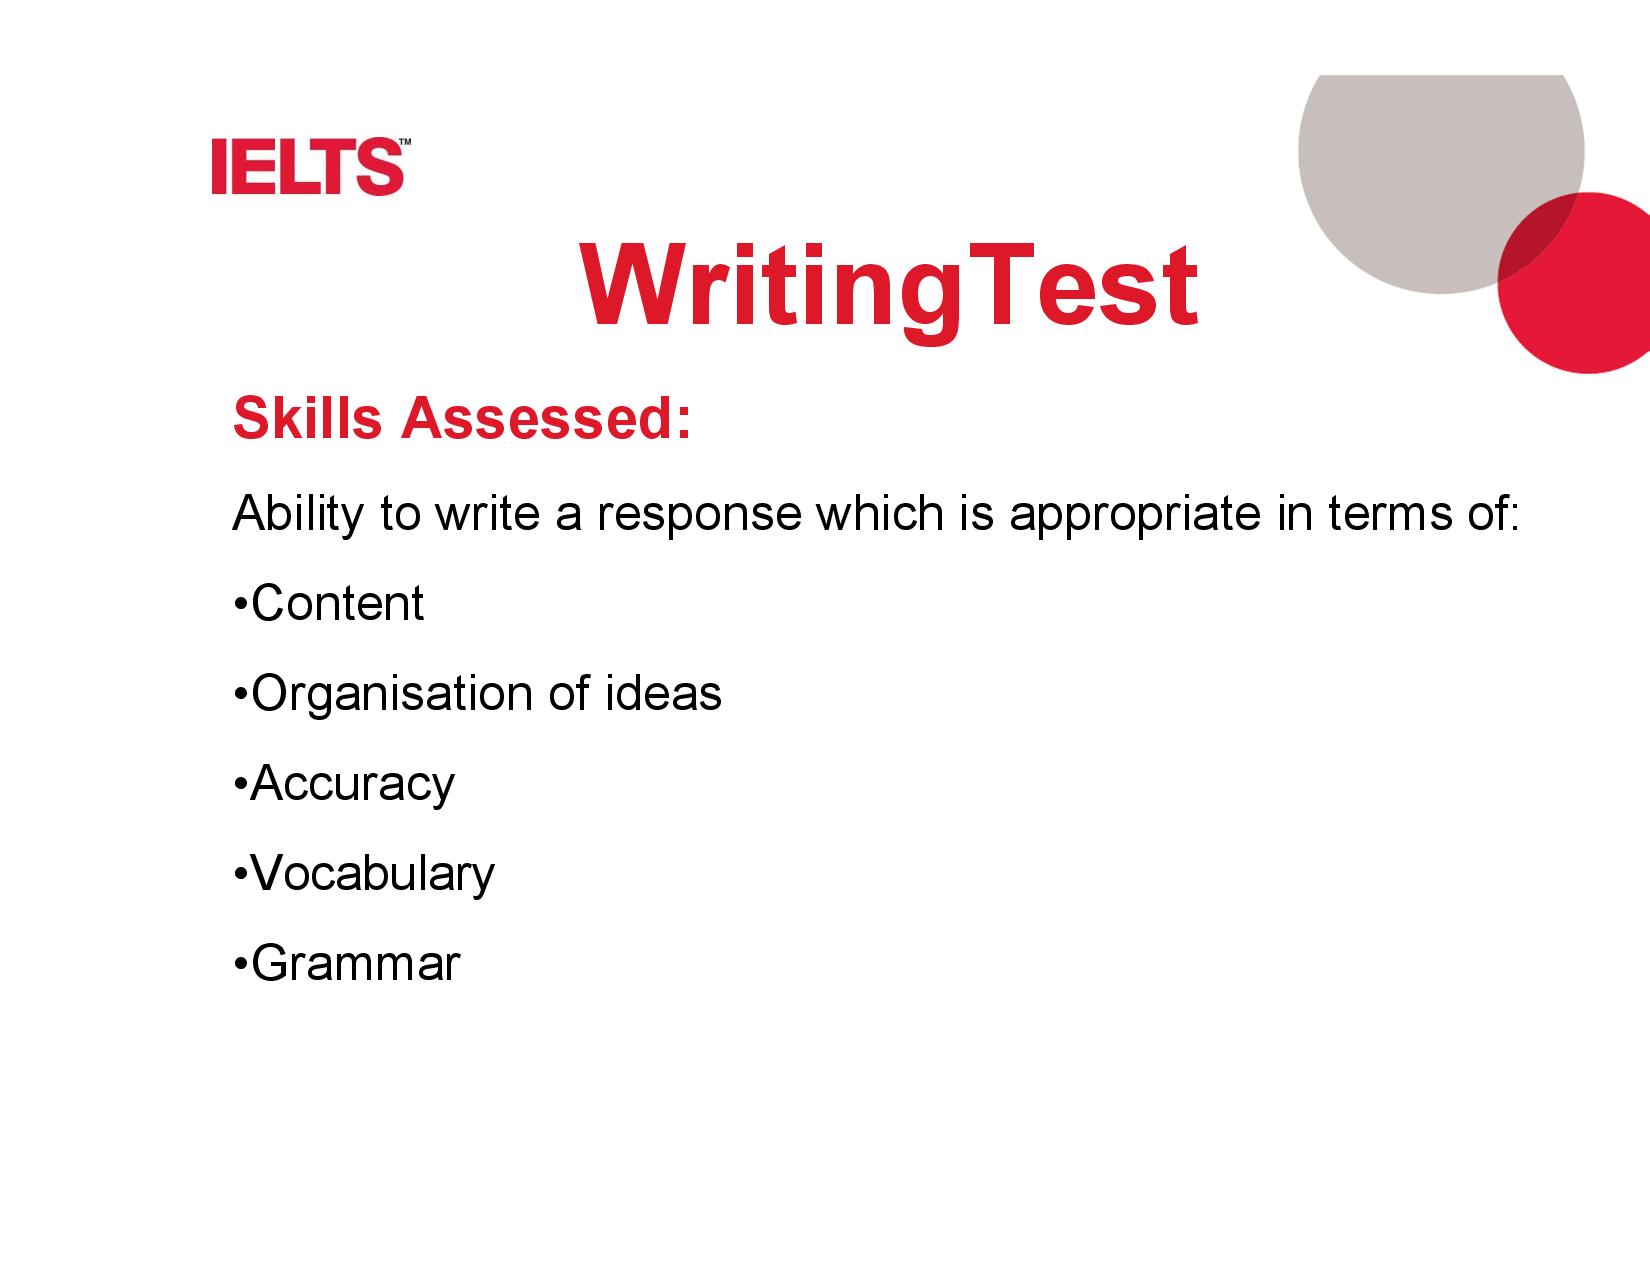 IELTS™
WritingTest
Skills Assessed:
Ability to write a response which is appropriate in terms of:
•Content
•Organisation of ideas
•Accuracy
•Vocabulary
•Grammar